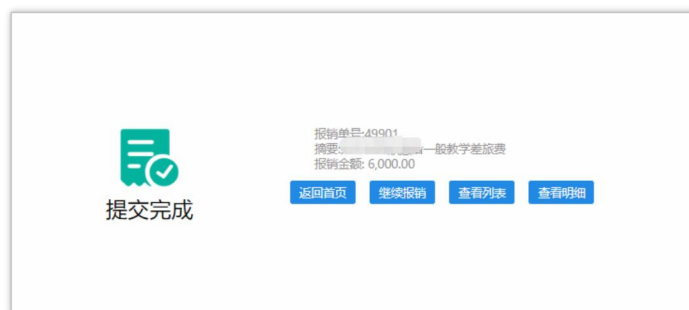 报销单号:49901
摘要:一般教学差旅费
报销金额: 6,000.00
提交完成
返回首页
继续报销
查看列表
查看明细